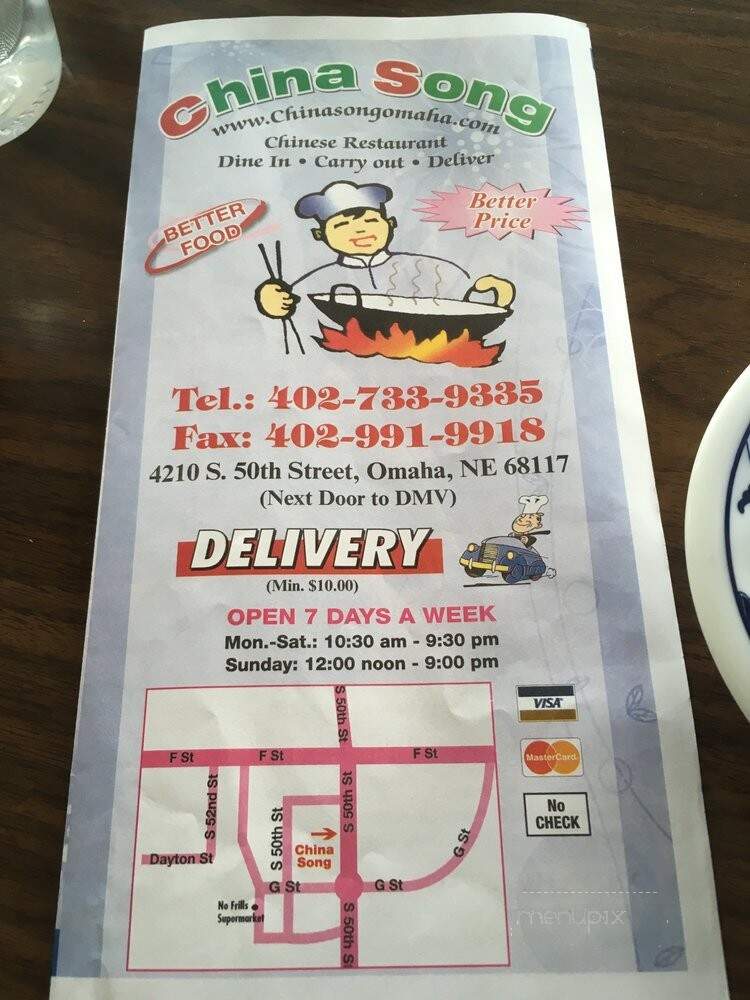 China Song
www.Chinasongomaha.com
Chinese Restaurant
Dine In • Carry out • Deliver
BETTER
FOOD
Better
Price
Tel.: 402-733-9335
Fax: 402-991-9918
4210 S. 50th Street, Omaha, NE 68117
(Next Door to DMV)
DELIVERY
(Min. $10.00)
OPEN 7 DAYS A WEEK
Mon.-Sat.: 10:30 am - 9:30 pm
Sunday: 12:00 noon - 9:00 pm
S 50th St
F St
F St
F St
S 52nd St
S 50th St
S 50th St
China
Song
Dayton St
G St
G St
G St
No Frills
Supermarket
S 50th St
VISA
MasterCard
No
CHECK
menupix